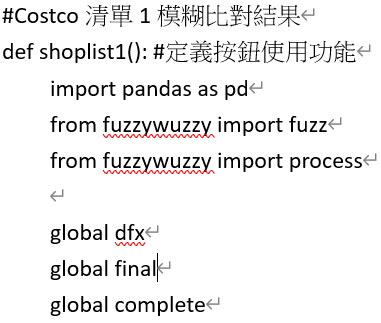 #Costco 清單 1 模糊比對結果↵
def shoplist1(): #定義按鈕使用功能↵
import pandas as pd↵
from fuzzywuzzy import fuzz↵
from fuzzywuzzy import process↵
↵
global dfx↵
global final↵
global complete↵